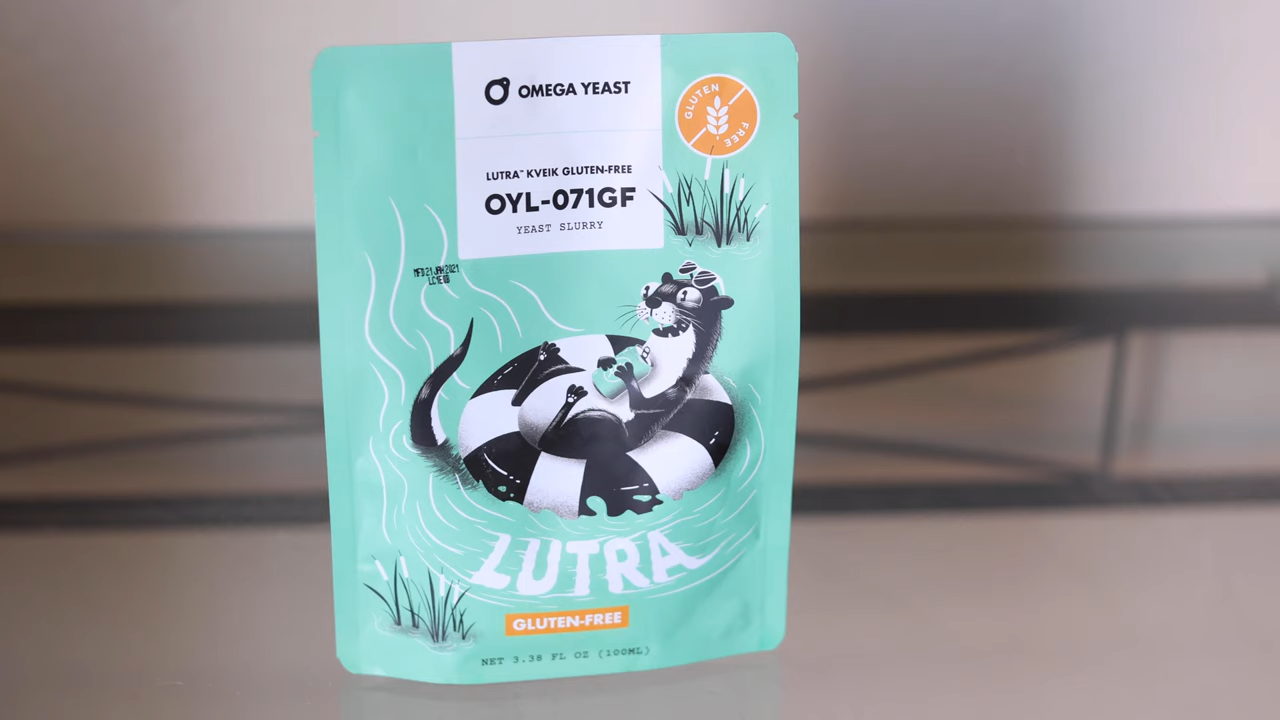 OMEGA YEAST
GLUTEN
FREE
LUTRA™ KVEIK GLUTEN-FREE
OYL-071GF
YEAST SLURRY
MFD 21 JAN 2021
LUTRA
GLUTEN-FREE
NET 3.38 FL OZ (100ML)